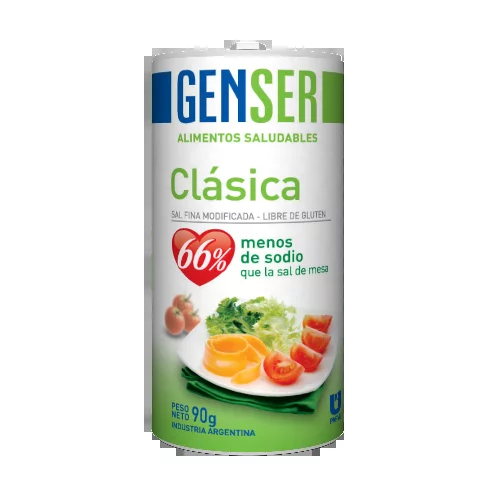 GENSER
ALIMENTOS SALUDABLES
Clásica
SAL FINA MODIFICADA - LIBRE DE GLUTEN
66%
menos
de sodio
que la sal de mesa
PESO
NETO 90g
INDUSTRIA ARGENTINA